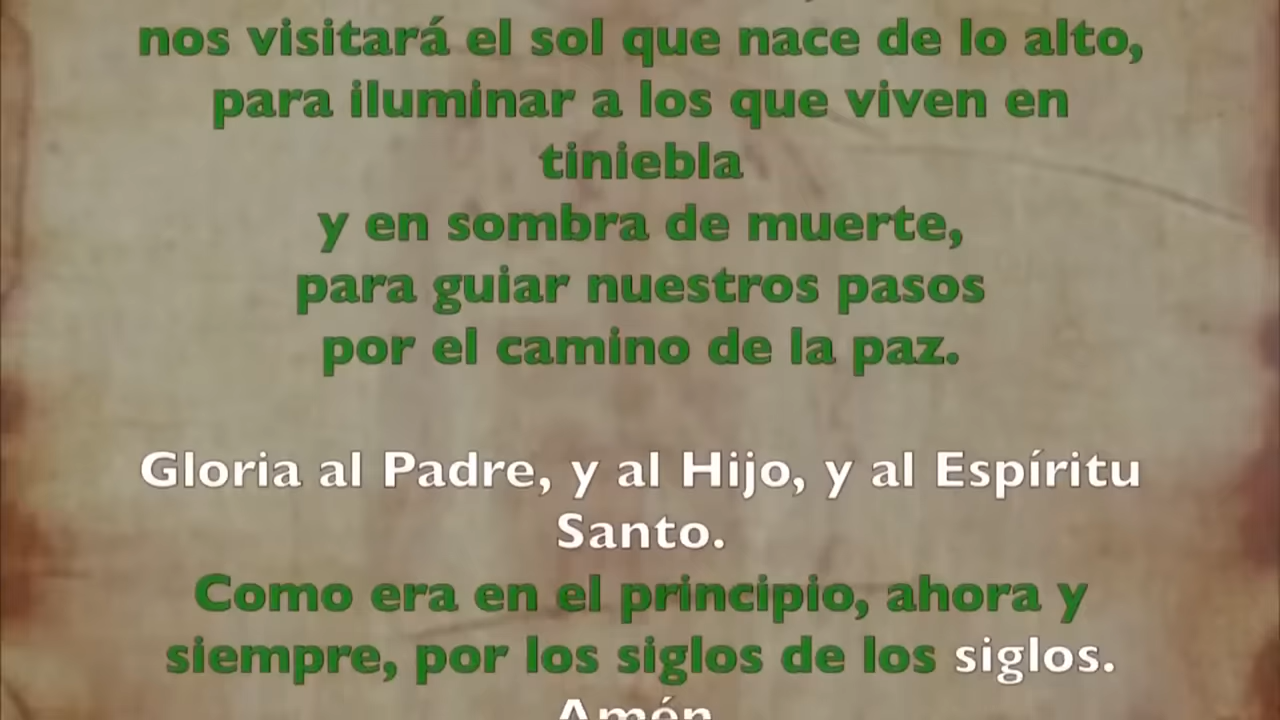 nos visitará el sol que nace de lo alto,
para iluminar a los que viven en
tiniebla
y en sombra de muerte,
para guiar nuestros pasos
por el camino de la paz.
Gloria al Padre, y al Hijo, y al Espíritu
Santo.
Como era en el principio, ahora y
siempre, por los siglos de los siglos.
Amén